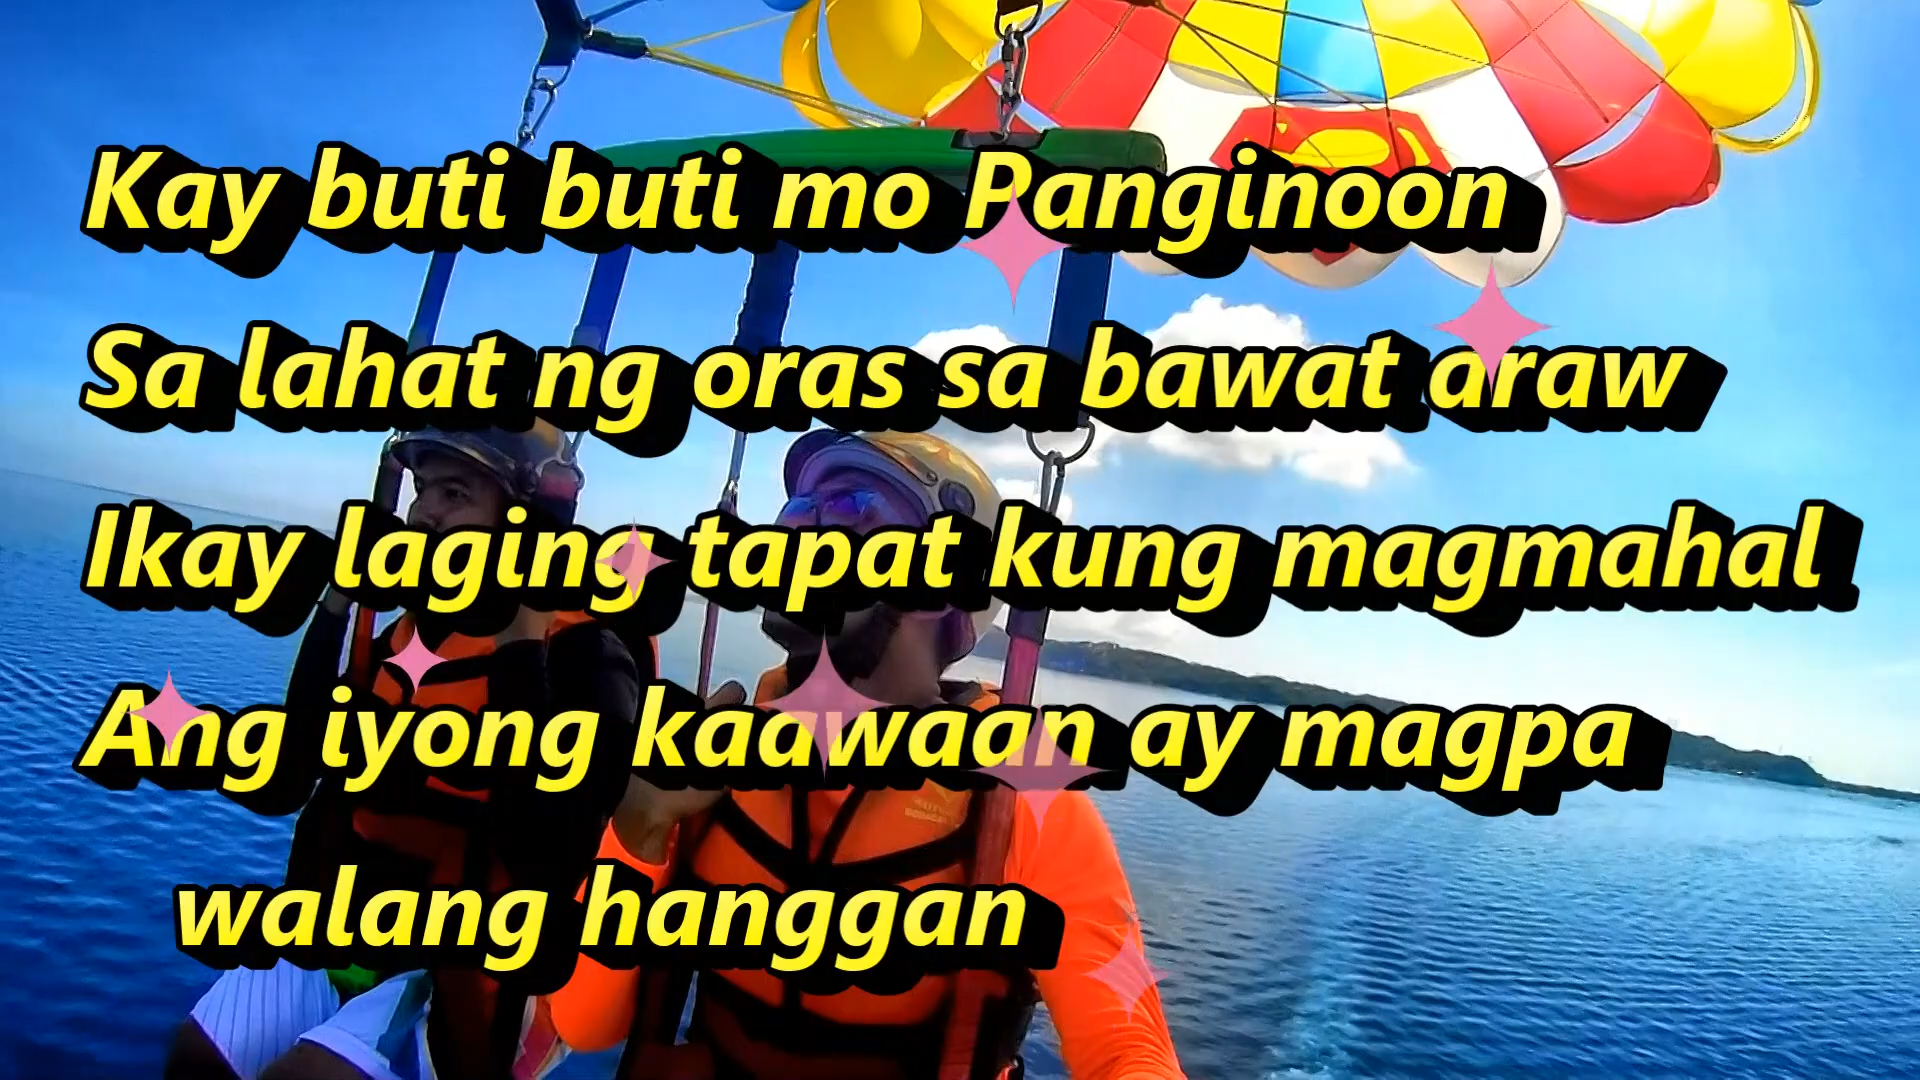 Kay buti buti mo Panginoon
Sa lahat ng oras sa bawat araw
Ikay laging tapat kung magmahal
Ang iyong kaawaan ay magpa
walang hanggan